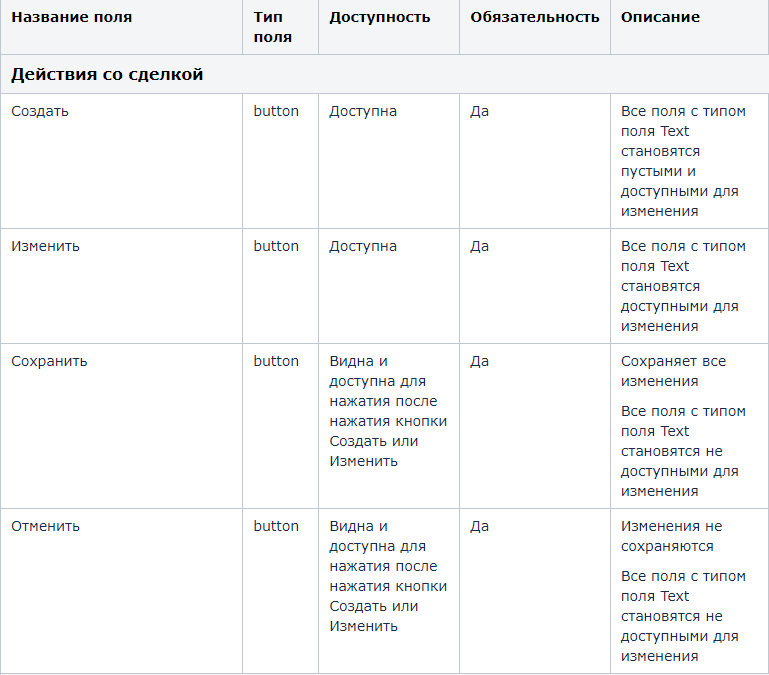 Название поля
Тип
поля
Доступность
Обязательность
Описание
Действия со сделкой
Создать
button
Доступна
Да
Все поля с типом
поля Text
становятся
пустыми и
доступными для
изменения
Изменить
button
Доступна
Да
Все поля с типом
поля Text
становятся
доступными для
изменения
Сохранить
button
Видна и
доступна для
нажатия после
нажатия кнопки
Создать или
Изменить
Да
Сохраняет все
изменения
Все поля с типом
поля Text
становятся не
доступными для
изменения
Отменить
button
Видна и
доступна для
нажатия после
нажатия кнопки
Создать или
Изменить
Да
Изменения не
сохраняются
Все поля с типом
поля Text
становятся не
доступными для
изменения